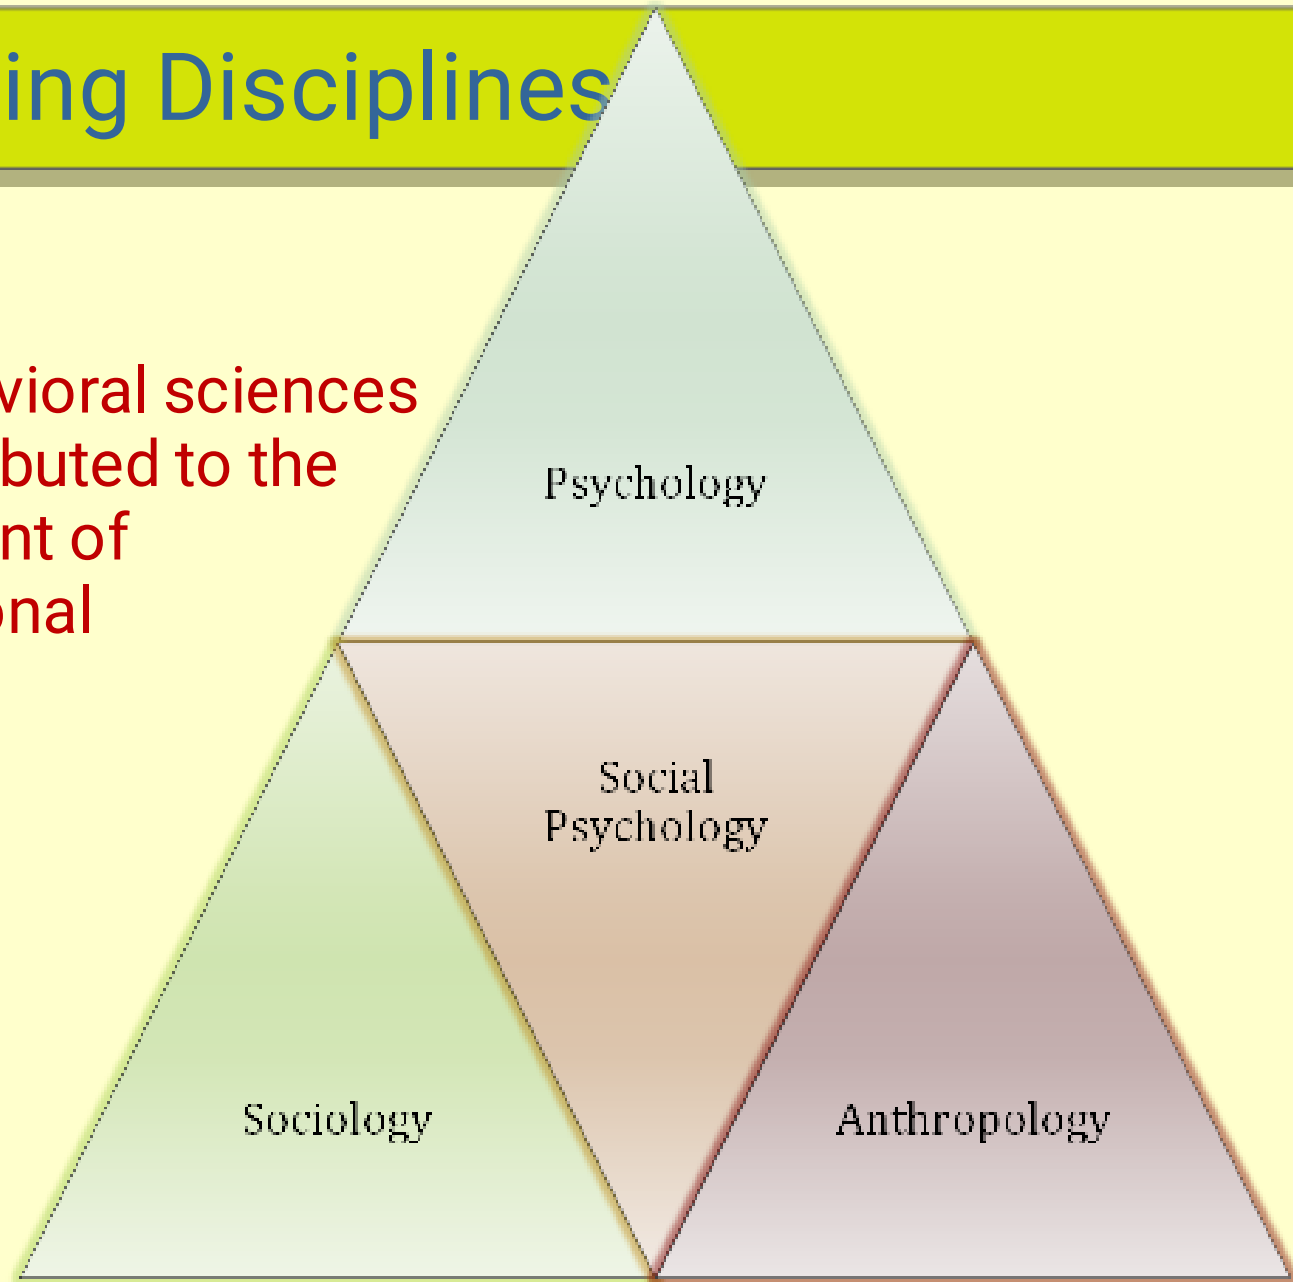 ing Disciplines
vioral sciences
buted to the
nt of
onal
Psychology
Social
Psychology
Sociology
Anthropology